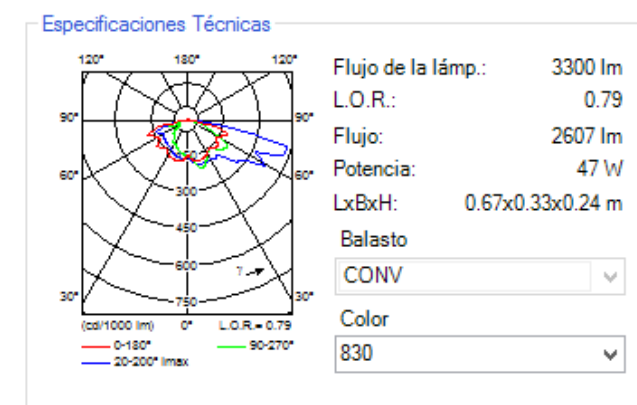 Especificaciones Técnicas
120° 180° 120°
90° 90°
60° 60°
300
450
600
750
30° 30°
(cd/1000 lm) 0° L.O.R.= 0.79
0-180° 90-270°
20-200° Imax
Flujo de la lámp.: 3300 lm
L.O.R.: 0.79
Flujo: 2607 lm
Potencia: 47 W
LxBxH: 0.67x0.33x0.24 m
Balasto
CONV
Color
830